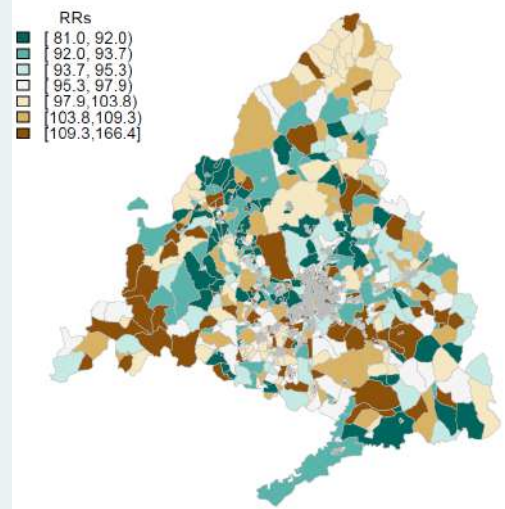 RRs
[ 81.0, 92.0)
[ 92.0, 93.7)
[ 93.7, 95.3)
[ 95.3, 97.9)
[ 97.9,103.8)
[103.8,109.3)
[109.3,166.4]